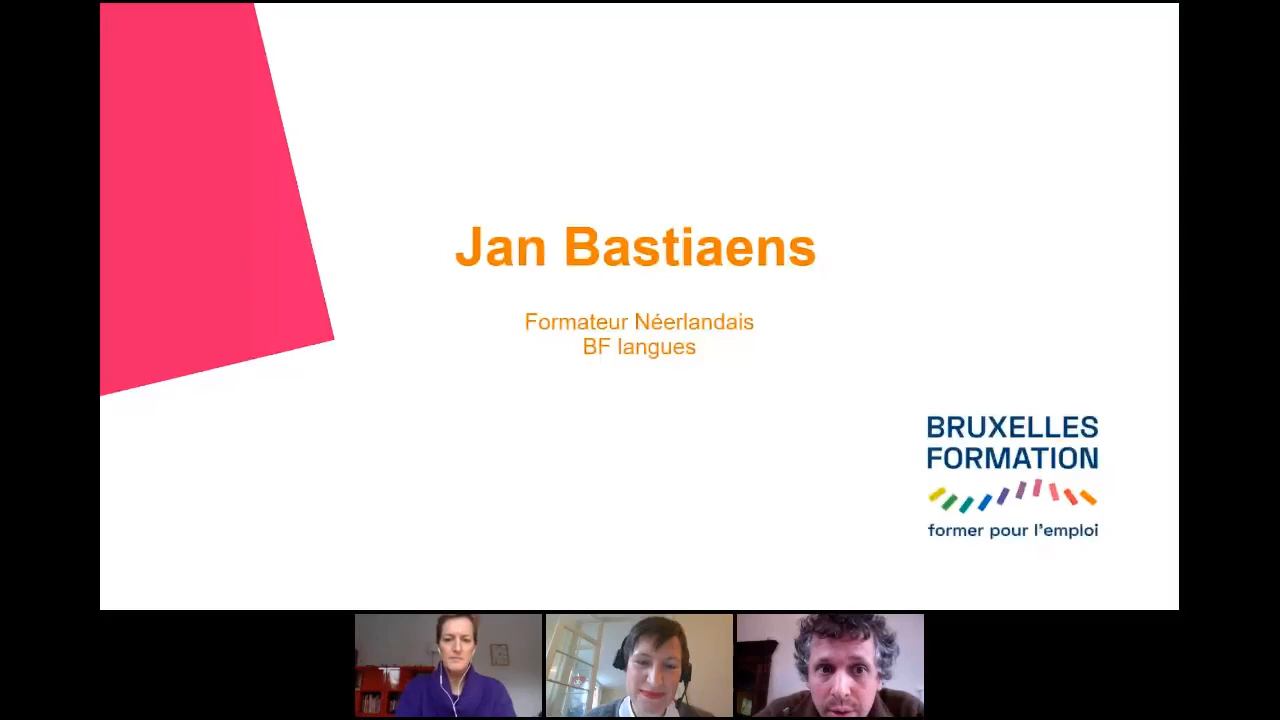 Jan Bastiaens
Formateur Néerlandais
BF langues
BRUXELLES
FORMATION
former pour l'emploi